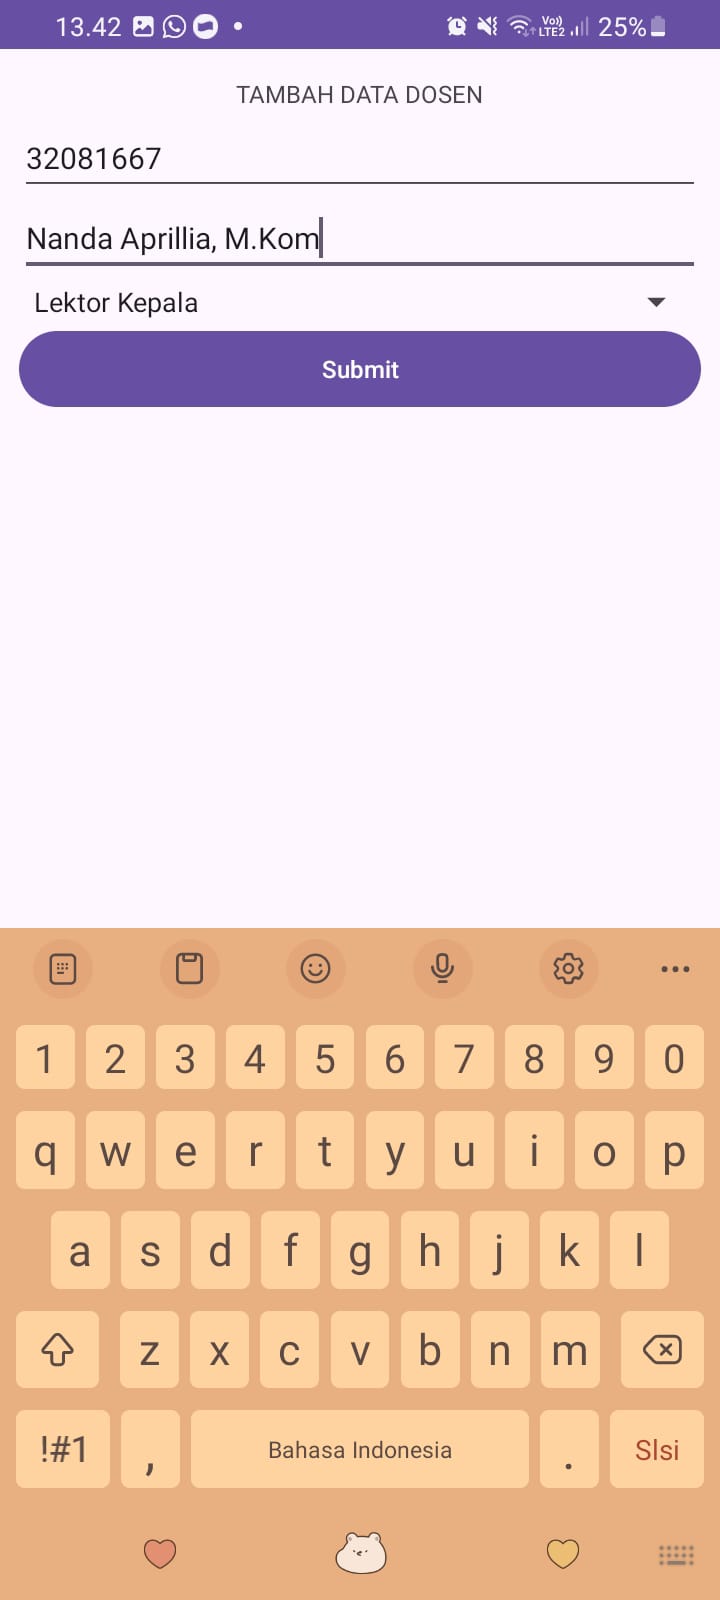 13.42 Vo) LTE2 25%
TAMBAH DATA DOSEN
32081667
Nanda Aprillia, M.Kom
Lektor Kepala
Submit
1 2 3 4 5 6 7 8 9 0
q w e r t y u i o p
a s d f g h j k l
z x c v b n m
!#1 , Bahasa Indonesia . Slsi